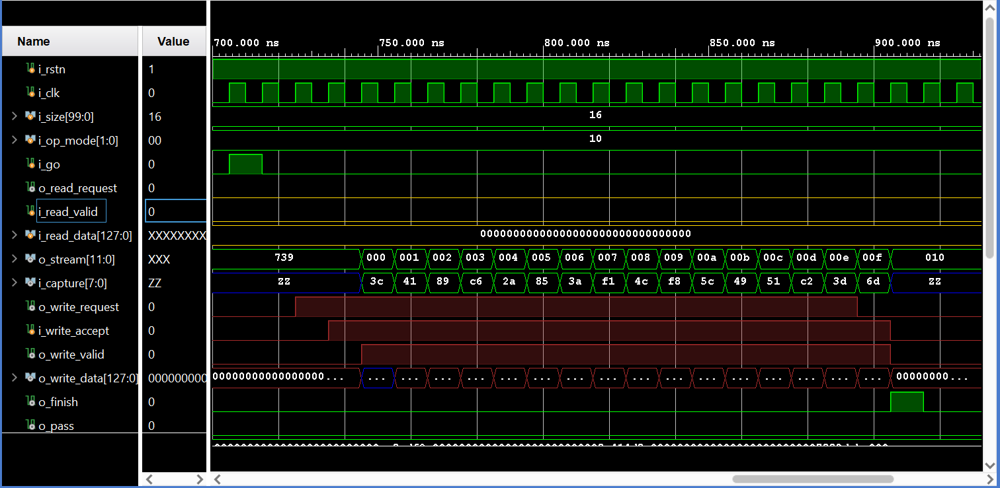 Name Value 700.000 ns 750.000 ns 800.000 ns 850.000 ns 900.000 ns
i_rstn 1
i_clk 0
i_size[99:0] 16 16
i_op_mode[1:0] 00 10
i_go 0
o_read_request 0
i_read_valid 0
i_read_data[127:0] XXXXXXXX 00000000000000000000000000000000
o_stream[11:0] XXX 739 000 001 002 003 004 005 006 007 008 009 00a 00b 00c 00d 00e 00f 010
i_capture[7:0] ZZ zz 3c 41 89 c6 2a 85 3a f1 4c f8 5c 49 51 c2 3d 6d zz
o_write_request 0
i_write_accept 0
o_write_valid 0
o_write_data[127:0] 000000000 00000000000000000... ... ... ... ... ... ... ... ... ... ... ... ... ... ... ... ... 00000000...
o_finish 0
o_pass 0